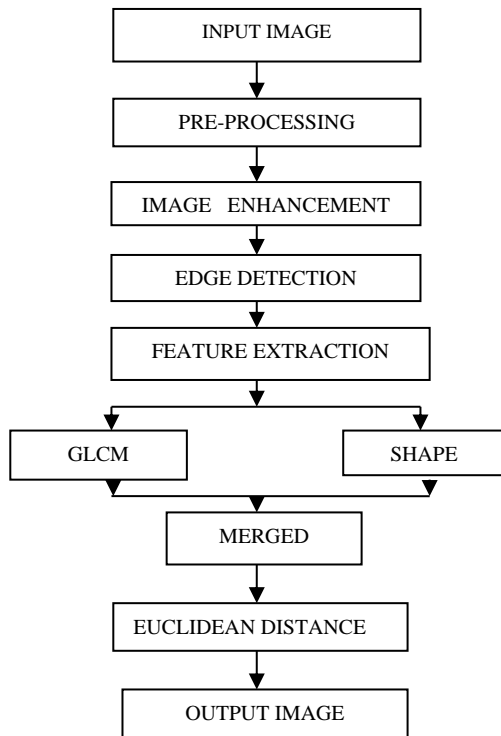 INPUT IMAGE
PRE-PROCESSING
IMAGE ENHANCEMENT
EDGE DETECTION
FEATURE EXTRACTION
GLCM
SHAPE
MERGED
EUCLIDEAN DISTANCE
OUTPUT IMAGE